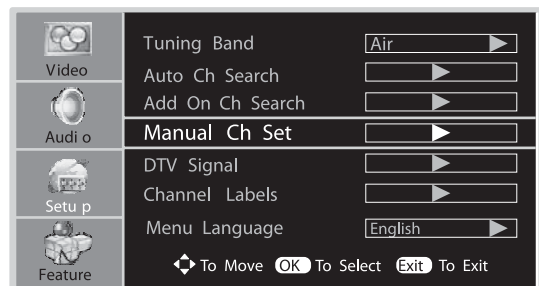 Video
Audi o
Setu p
Feature
Tuning Band Air
Auto Ch Search
Add On Ch Search
Manual Ch Set
DTV Signal
Channel Labels
Menu Language English
To Move OK To Select Exit To Exit